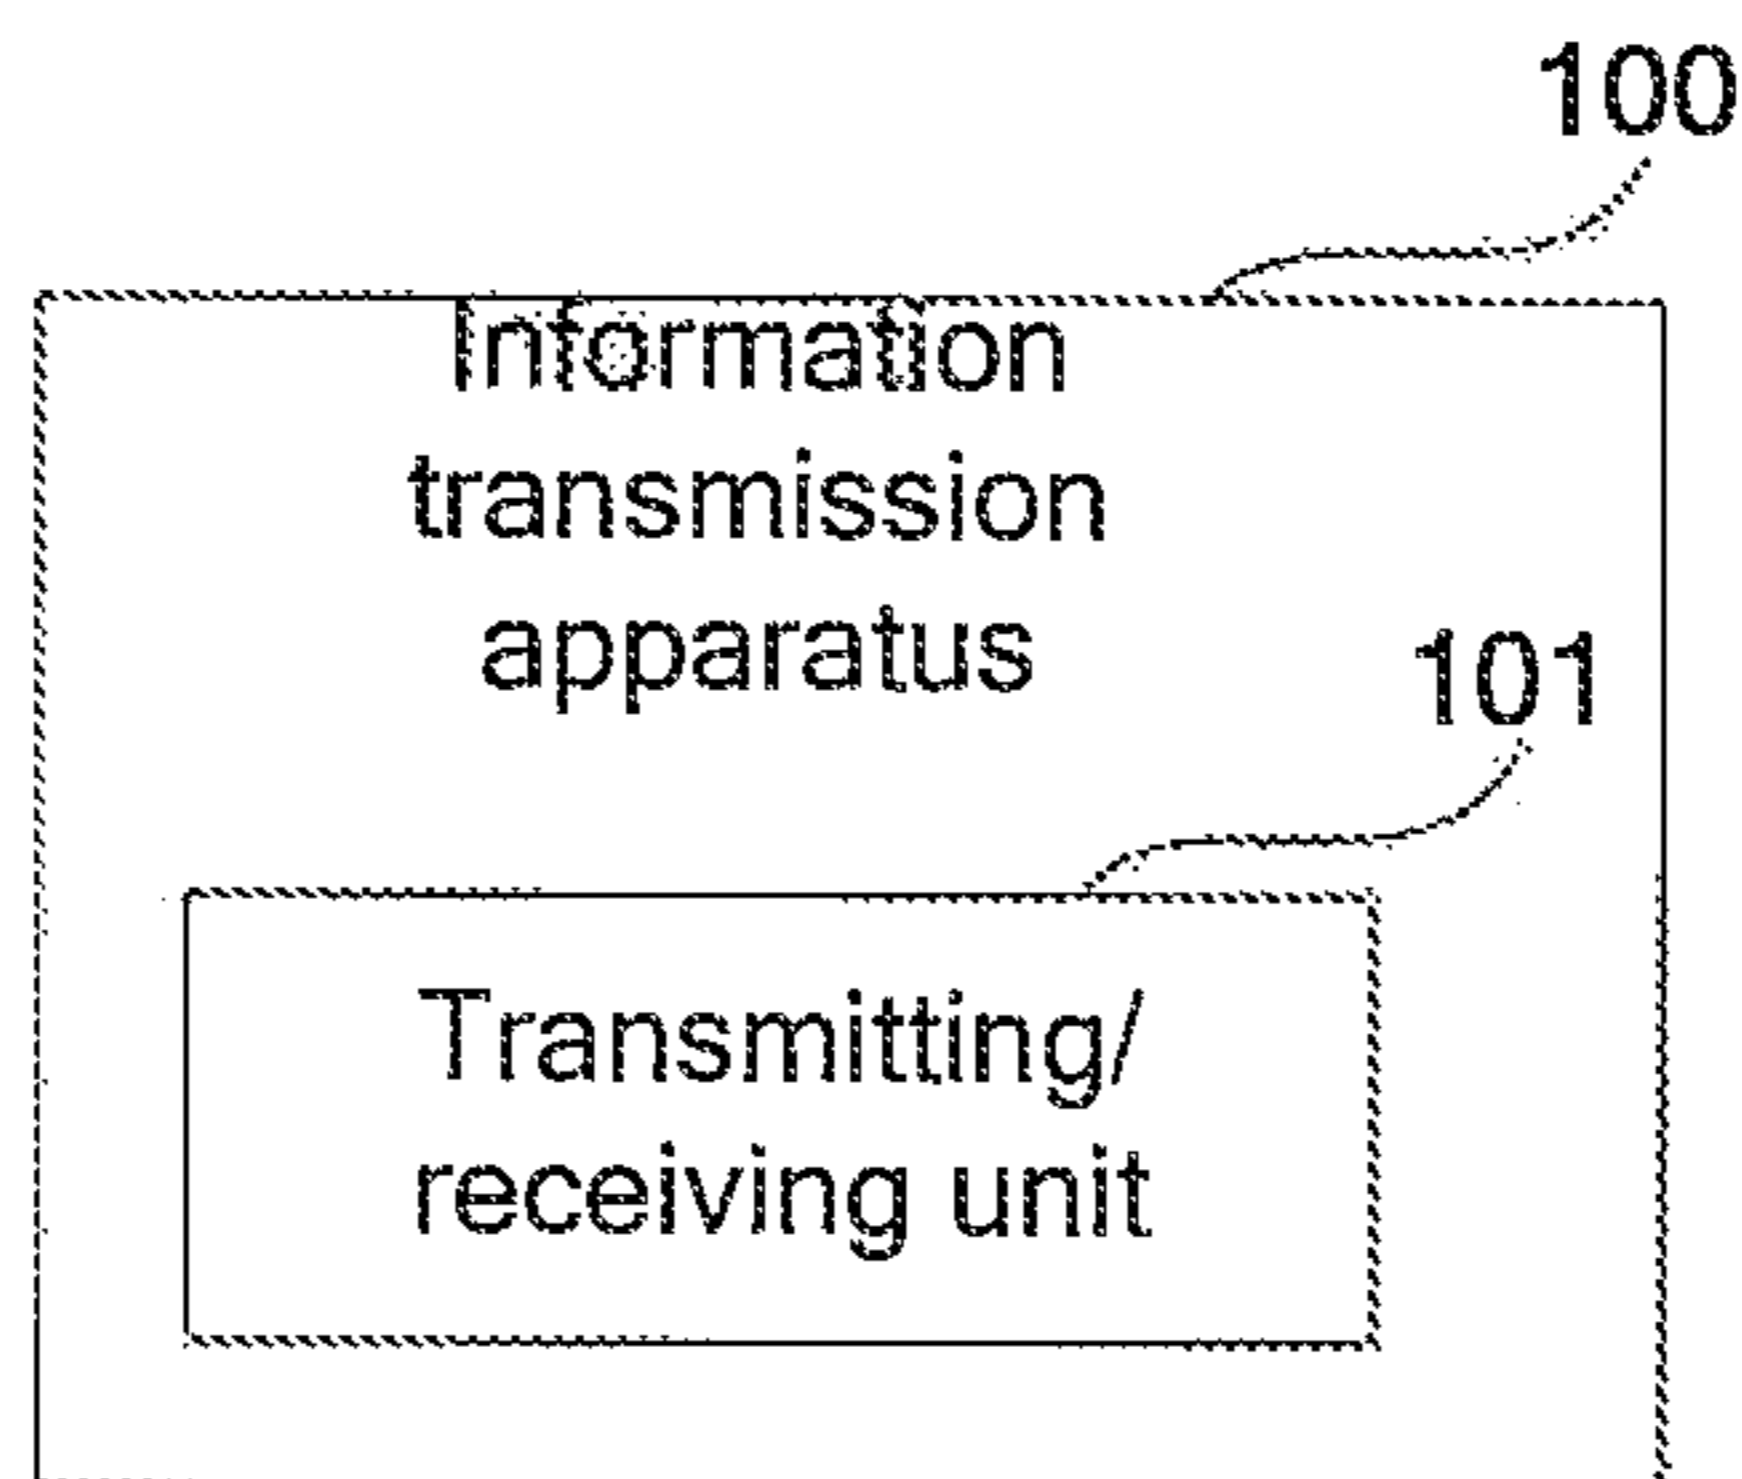 100
Information
transmission
apparatus
101
Transmitting/
receiving unit